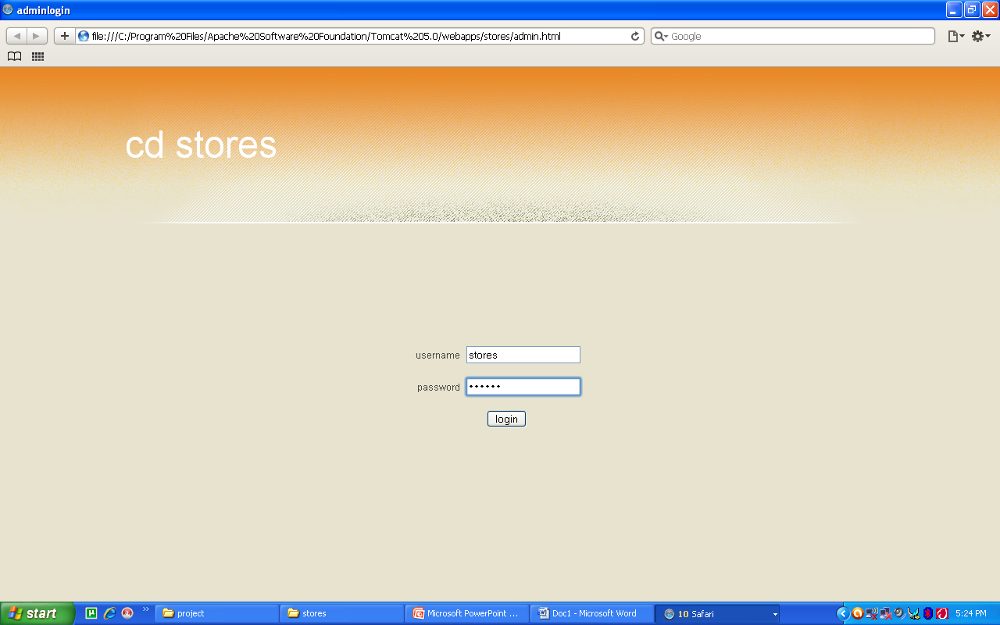 adminlogin
file:///C:/Program%20Files/Apache%20Software%20Foundation/Tomcat%205.0/webapps/stores/admin.html
Google
cd stores
username stores
password ••••••
login
start
project
stores
Microsoft PowerPoint ...
Doc1 - Microsoft Word
10 Safari
5:24 PM